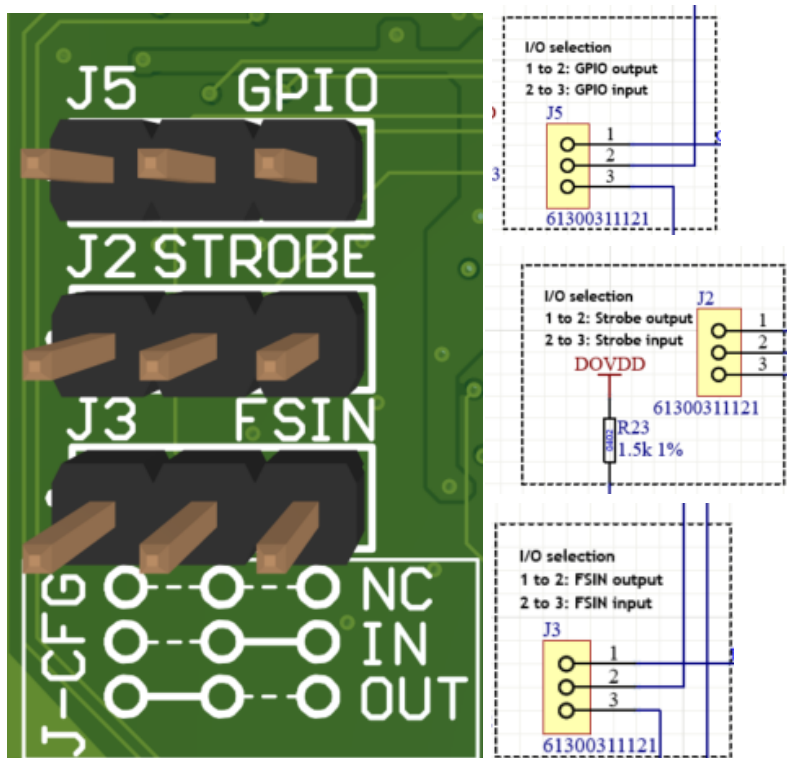 J5 GPIO
J2 STROBE
J3 FSIN
J-CFG
NC
IN
OUT
I/O selection
1 to 2: GPIO output
2 to 3: GPIO input
J5
1
2
3
3
61300311121
I/O selection
1 to 2: Strobe output
2 to 3: Strobe input
J2
1
2
3
DOVDD
61300311121
R23
0402
1.5k 1%
I/O selection
1 to 2: FSIN output
2 to 3: FSIN input
J3
1
2
3
61300311121